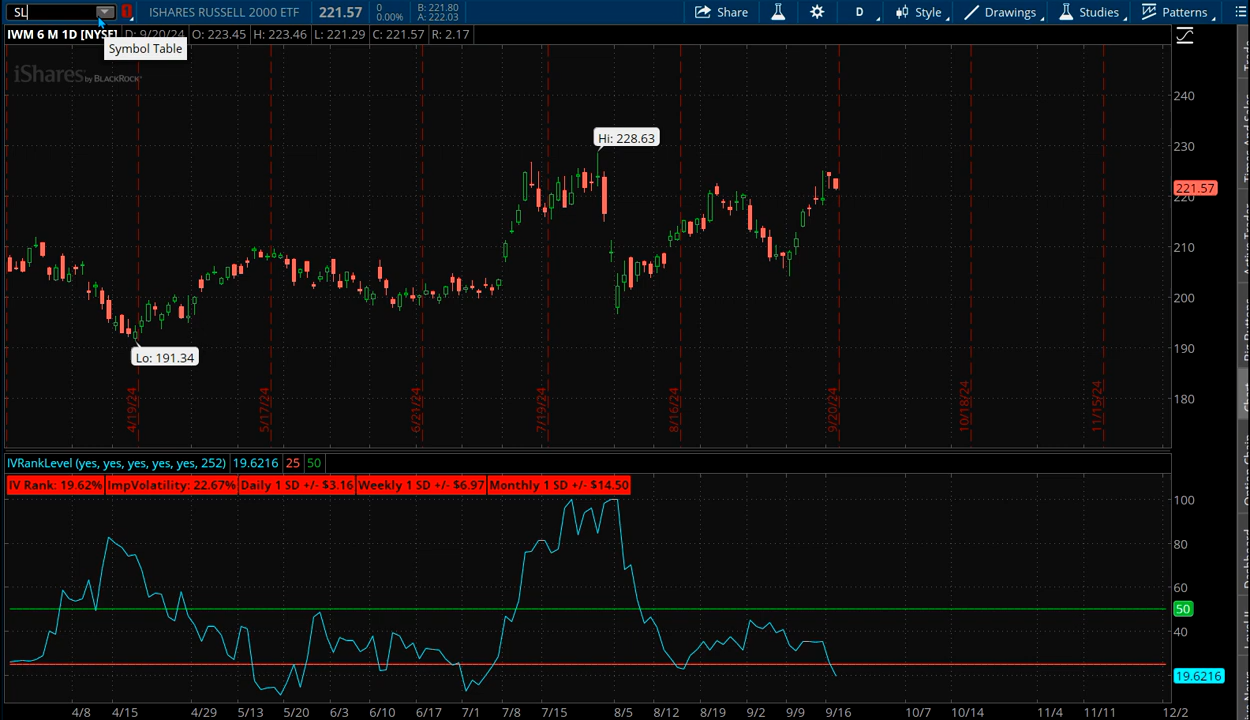 SL
1
ISHARES RUSSELL 2000 ETF
221.57
0
0.00%
B: 221.80
A: 222.03
Share
D
Style
Drawings
Studies
Patterns
IWM 6 M 1D [NYSE]
D: 9/20/24
O: 223.45
H: 223.46
L: 221.29
C: 221.57
R: 2.17
Symbol Table
iShares by BLACKROCK
Hi: 228.63
Lo: 191.34
240
230
221.57
220
210
200
190
180
4/19/24
5/17/24
6/21/24
7/19/24
8/16/24
9/20/24
10/18/24
11/15/24
IVRankLevel (yes, yes, yes, yes, yes, 252)
19.6216
25
50
IV Rank: 19.62%
ImpVolatility: 22.67%
Daily 1 SD +/- $3.16
Weekly 1 SD +/- $6.97
Monthly 1 SD +/- $14.50
100
80
60
50
40
19.6216
4/8
4/15
4/29
5/13
5/20
6/3
6/10
6/17
7/1
7/8
7/15
8/5
8/12
8/19
9/2
9/9
9/16
10/7
10/14
11/4
11/11
12/2